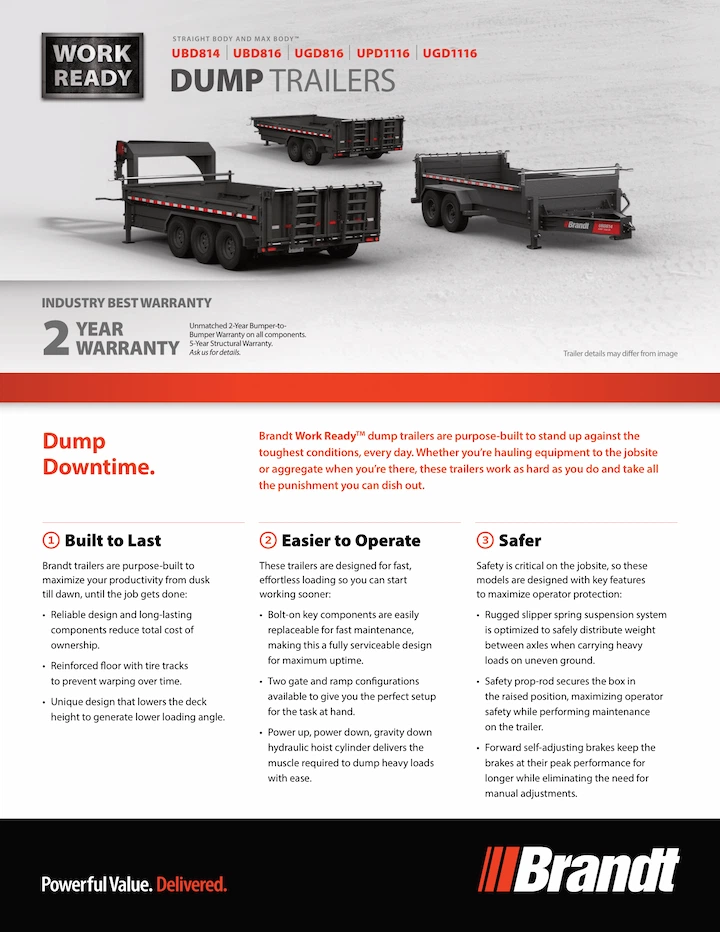 WORK
READY
STRAIGHT BODY AND MAX BODY™
UBD814 | UBD816 | UGD816 | UPD1116 | UGD1116
DUMP TRAILERS
Brandt
INDUSTRY BEST WARRANTY
2 YEAR
WARRANTY
Unmatched 2-Year Bumper-to-
Bumper Warranty on all components.
5-Year Structural Warranty.
Ask us for details.
Trailer details may differ from image
Dump
Downtime.
Brandt Work Ready™ dump trailers are purpose-built to stand up against the
toughest conditions, every day. Whether you're hauling equipment to the jobsite
or aggregate when you're there, these trailers work as hard as you do and take all
the punishment you can dish out.
1 Built to Last
Brandt trailers are purpose-built to
maximize your productivity from dusk
till dawn, until the job gets done:
• Reliable design and long-lasting
components reduce total cost of
ownership.
• Reinforced floor with tire tracks
to prevent warping over time.
• Unique design that lowers the deck
height to generate lower loading angle.
2 Easier to Operate
These trailers are designed for fast,
effortless loading so you can start
working sooner:
• Bolt-on key components are easily
replaceable for fast maintenance,
making this a fully serviceable design
for maximum uptime.
• Two gate and ramp configurations
available to give you the perfect setup
for the task at hand.
• Power up, power down, gravity down
hydraulic hoist cylinder delivers the
muscle required to dump heavy loads
with ease.
3 Safer
Safety is critical on the jobsite, so these
models are designed with key features
to maximize operator protection:
• Rugged slipper spring suspension system
is optimized to safely distribute weight
between axles when carrying heavy
loads on uneven ground.
• Safety prop-rod secures the box in
the raised position, maximizing operator
safety while performing maintenance
on the trailer.
• Forward self-adjusting brakes keep the
brakes at their peak performance for
longer while eliminating the need for
manual adjustments.
Powerful Value. Delivered.
Brandt